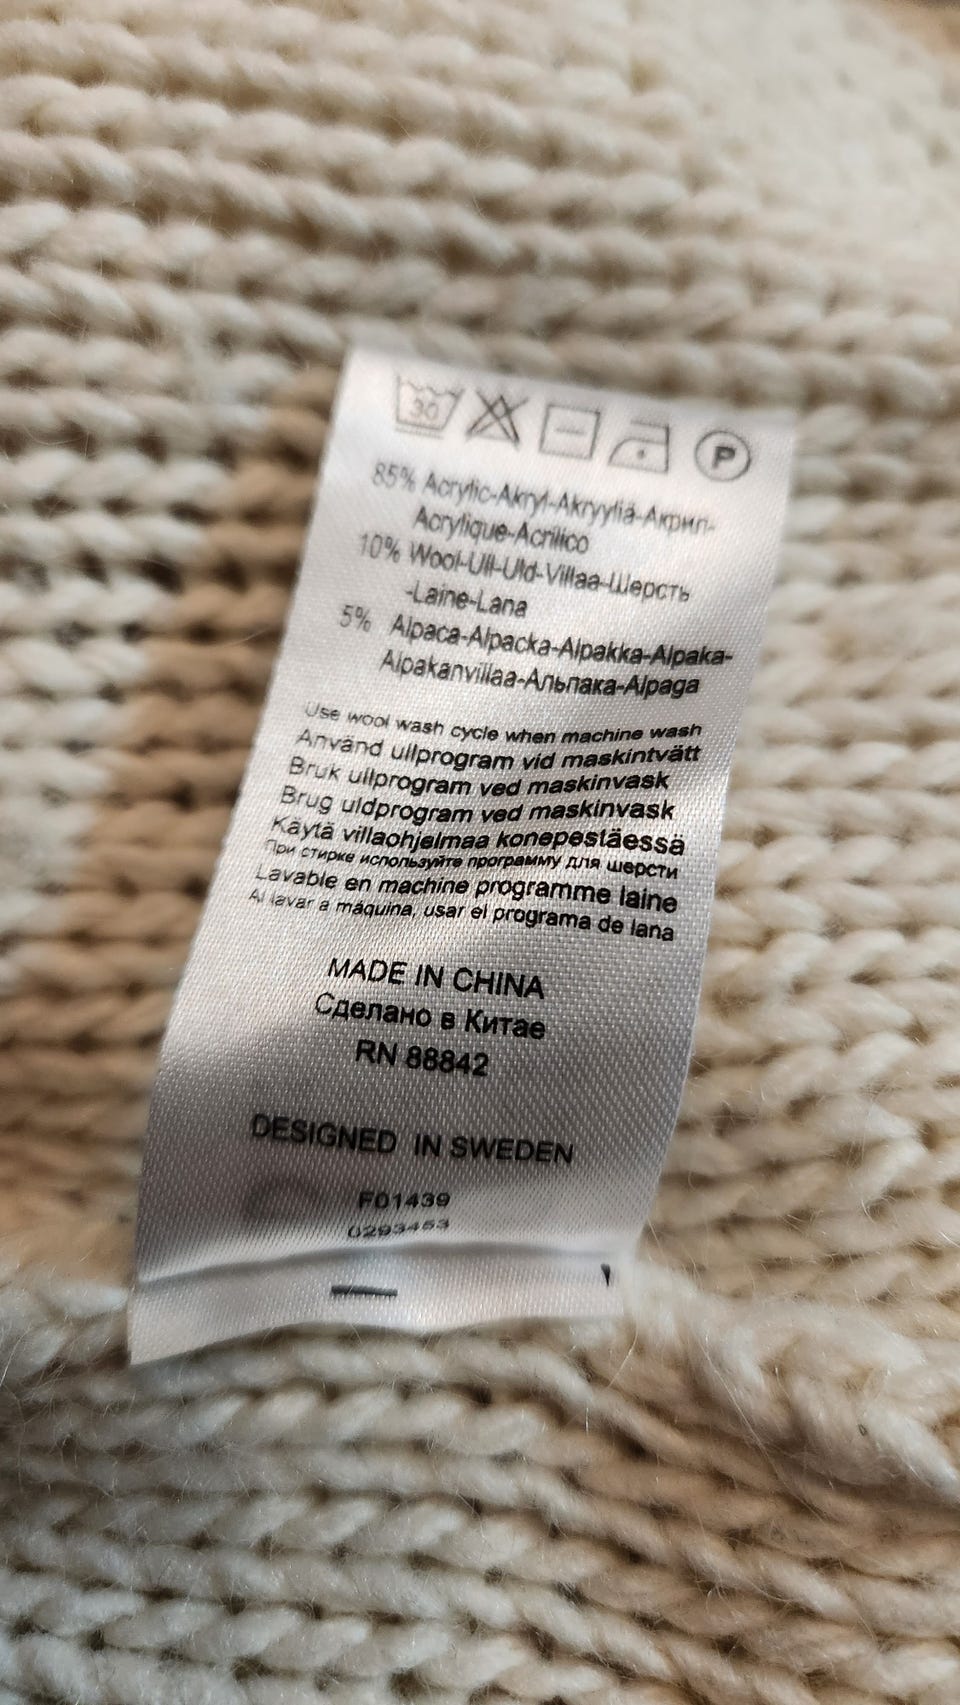 30
P
85% Acrylic-Akryl-Akryyliä-Акрил-
Acrylique-Acrilico
10% Wool-Ull-Uld-Villaa-Шерсть
-Laine-Lana
5% Alpaca-Alpacka-Alpakka-Alpaka-
Alpakanvillaa-Альпака-Alpaga
Use wool wash cycle when machine wash
Använd ullprogram vid maskintvätt
Bruk ullprogram ved maskinvask
Brug uldprogram ved maskinvask
Käytä villaohjelmaa konepestäessä
При стирке используйте программу для шерсти
Lavable en machine programme laine
Al lavar a máquina, usar el programa de lana
MADE IN CHINA
Сделано в Китае
RN 88842
DESIGNED IN SWEDEN
F01439
0293453